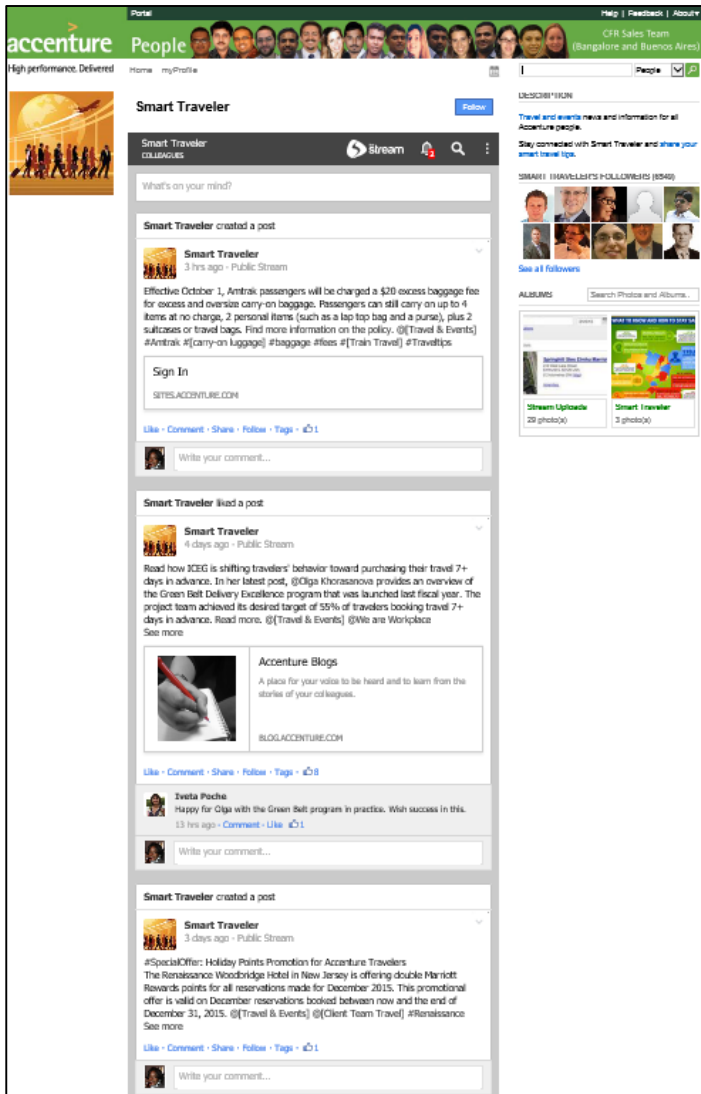 Portal
Help | Feedback | About
accenture
People
CFR Sales Team
(Bangalore and Buenos Aires)
High performance. Delivered
Home myProfile
People
Smart Traveler
Follow
Smart Traveler
COLLEAGUES
stream
2
What's on your mind?
Smart Traveler created a post
Smart Traveler
3 hrs ago - Public Stream
Effective October 1, Amtrak passengers will be charged a $20 excess baggage fee
for excess and oversize carry-on baggage. Passengers can still carry on up to 4
items at no charge, 2 personal items (such as a lap top bag and a purse), plus 2
suitcases or travel bags. Find more information on the policy. @[Travel & Events]
#Amtrak #[carry-on luggage] #baggage #fees #[Train Travel] #Traveltips
Sign In
SITES.ACCENTURE.COM
Like - Comment - Share - Follow - Tags - 1
Write your comment...
Smart Traveler liked a post
Smart Traveler
4 days ago - Public Stream
Read how ICEG is shifting travelers' behavior toward purchasing their travel 7+
days in advance. In her latest post, @Olga Khorasanova provides an overview of
the Green Belt Delivery Excellence program that was launched last fiscal year. The
project team achieved its desired target of 55% of travelers booking travel 7+
days in advance. Read more. @[Travel & Events] @We are Workplace
See more
Accenture Blogs
A place for your voice to be heard and to learn from the
stories of your colleagues.
BLOG.ACCENTURE.COM
Like - Comment - Share - Follow - Tags - 8
Iveta Poche
Happy for Olga with the Green Belt program in practice. Wish success in this.
13 hrs ago - Comment - Like 1
Write your comment...
Smart Traveler created a post
Smart Traveler
3 days ago - Public Stream
#SpecialOffer: Holiday Points Promotion for Accenture Travelers
The Renaissance Woodbridge Hotel in New Jersey is offering double Marriott
Rewards points for all reservations made for December 2015. This promotional
offer is valid on December reservations booked between now and the end of
December 31, 2015. @[Travel & Events] @[Client Team Travel] #Renaissance
See more
Like - Comment - Share - Follow - Tags - 1
Write your comment...
DESCRIPTION
Travel and events news and information for all
Accenture people.
Stay connected with Smart Traveler and share your
smart travel tips.
SMART TRAVELER'S FOLLOWERS (6540)
See all followers
ALBUMS
Search Photos and Albums..
WHAT TO KNOW AND HOW TO STAY SA
Stream Uploads
29 photo(s)
Smart Traveler
3 photo(s)